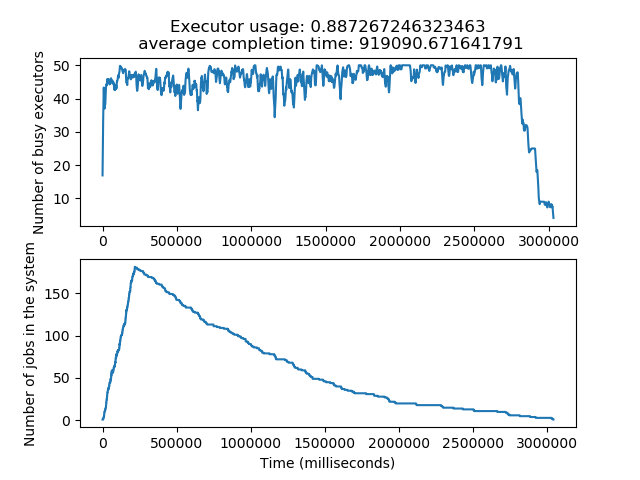 Executor usage: 0.887267246323463
average completion time: 919090.671641791
Number of busy executors
50
40
30
20
10
0 500000 1000000 1500000 2000000 2500000 3000000
Number of jobs in the system
150
100
50
0
0 500000 1000000 1500000 2000000 2500000 3000000
Time (milliseconds)